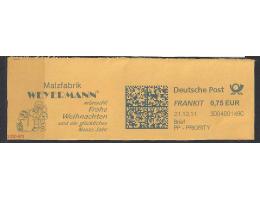 Malzfabrik
WEYERMANN®
wünscht
Frohe
Weihnachten
und ein glückliches
Neues Jahr
Deutsche Post
FRANKIT 0,75 EUR
21.12.11
Brief
PP - PRIORITY